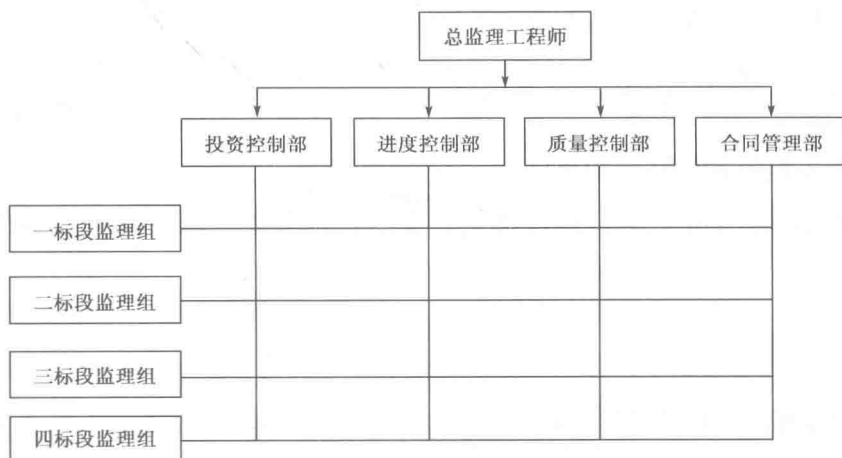 总监理工程师
投资控制部
进度控制部
质量控制部
合同管理部
一标段监理组
二标段监理组
三标段监理组
四标段监理组